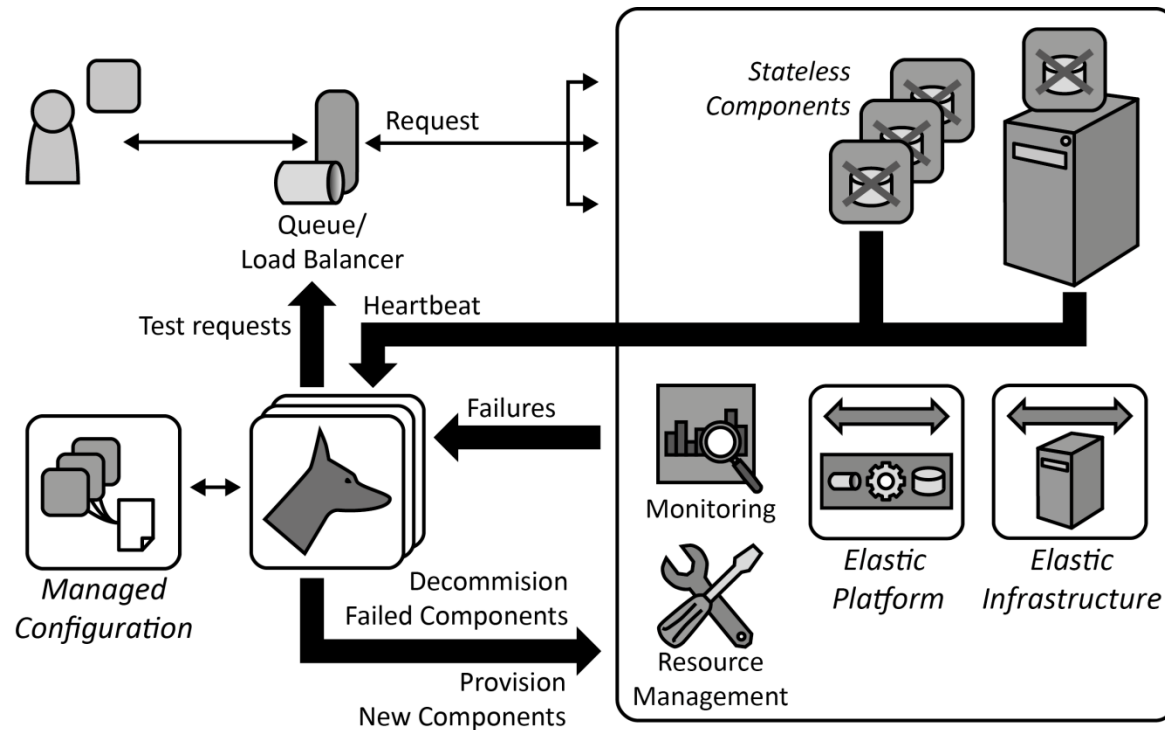 Stateless
Components
Request
Queue/
Load Balancer
Test requests
Heartbeat
Failures
Monitoring
Elastic
Platform
Elastic
Infrastructure
Managed
Configuration
Decommision
Failed Components
Provision
New Components
Resource
Management